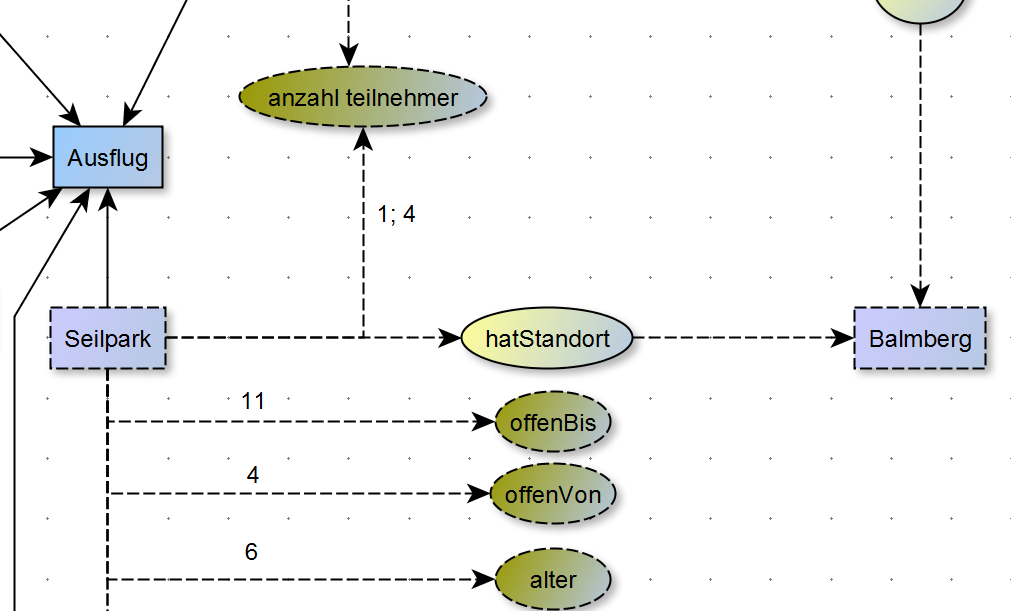 anzahl teilnehmer
Ausflug
1; 4
Seilpark
hatStandort
Balmberg
11
offenBis
4
offenVon
6
alter